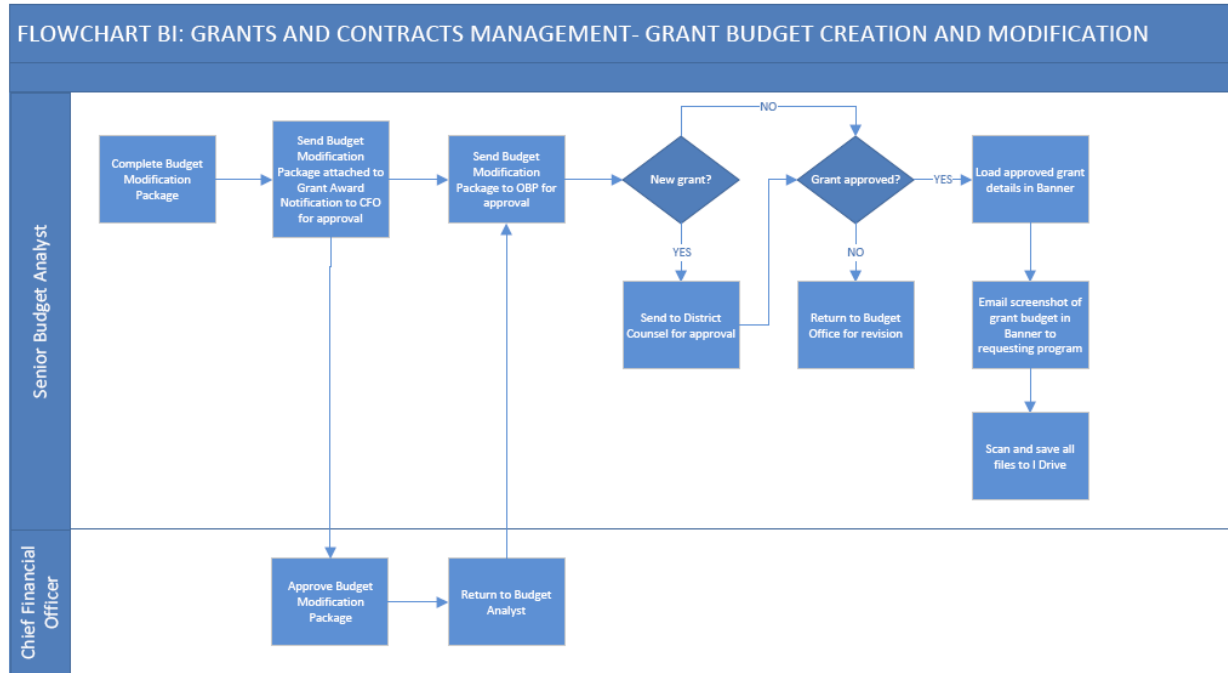 FLOWCHART BI: GRANTS AND CONTRACTS MANAGEMENT- GRANT BUDGET CREATION AND MODIFICATION
Senior Budget Analyst
Complete Budget
Modification
Package
Send Budget
Modification
Package attached to
Grant Award
Notification to CFO
for approval
Send Budget
Modification
Package to OBP for
approval
New grant?
NO
YES
Send to District
Counsel for approval
Grant approved?
YES
NO
Return to Budget
Office for revision
Load approved grant
details in Banner
Email screenshot of
grant budget in
Banner to
requesting program
Scan and save all
files to I Drive
Chief Financial
Officer
Approve Budget
Modification
Package
Return to Budget
Analyst